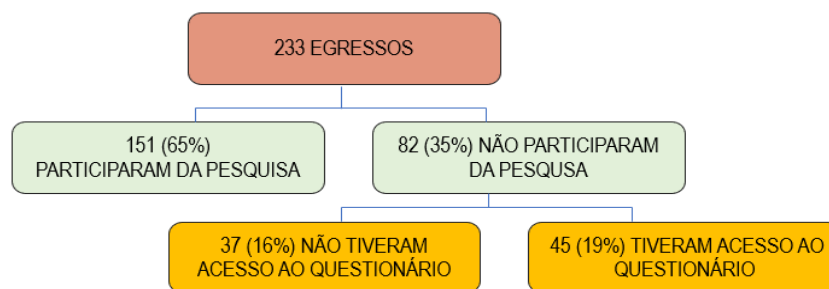 233 EGRESSOS
151 (65%)
PARTICIPARAM DA PESQUISA
82 (35%) NÃO PARTICIPARAM
DA PESQUSA
37 (16%) NÃO TIVERAM
ACESSO AO QUESTIONÁRIO
45 (19%) TIVERAM ACESSO AO
QUESTIONÁRIO